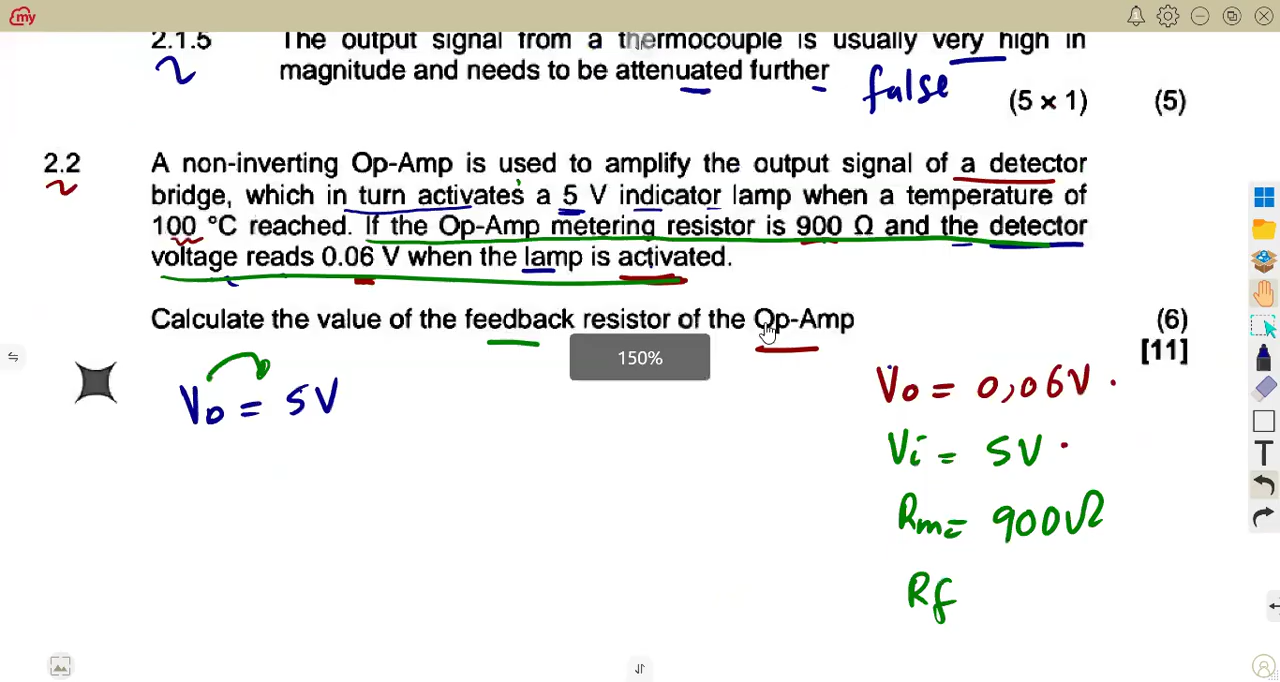 my
2.1.5 The output signal from a thermocouple is usually very high in
magnitude and needs to be attenuated further false
(5 × 1) (5)
2.2 A non-inverting Op-Amp is used to amplify the output signal of a detector
bridge, which in turn activates a 5 V indicator lamp when a temperature of
100 °C reached. If the Op-Amp metering resistor is 900 Ω and the detector
voltage reads 0.06 V when the lamp is activated.
Calculate the value of the feedback resistor of the Op-Amp (6)
[11]
150%
Vo = 5V
Vo = 0,06V
Vi = 5V
Rm = 900Ω
Rf
T